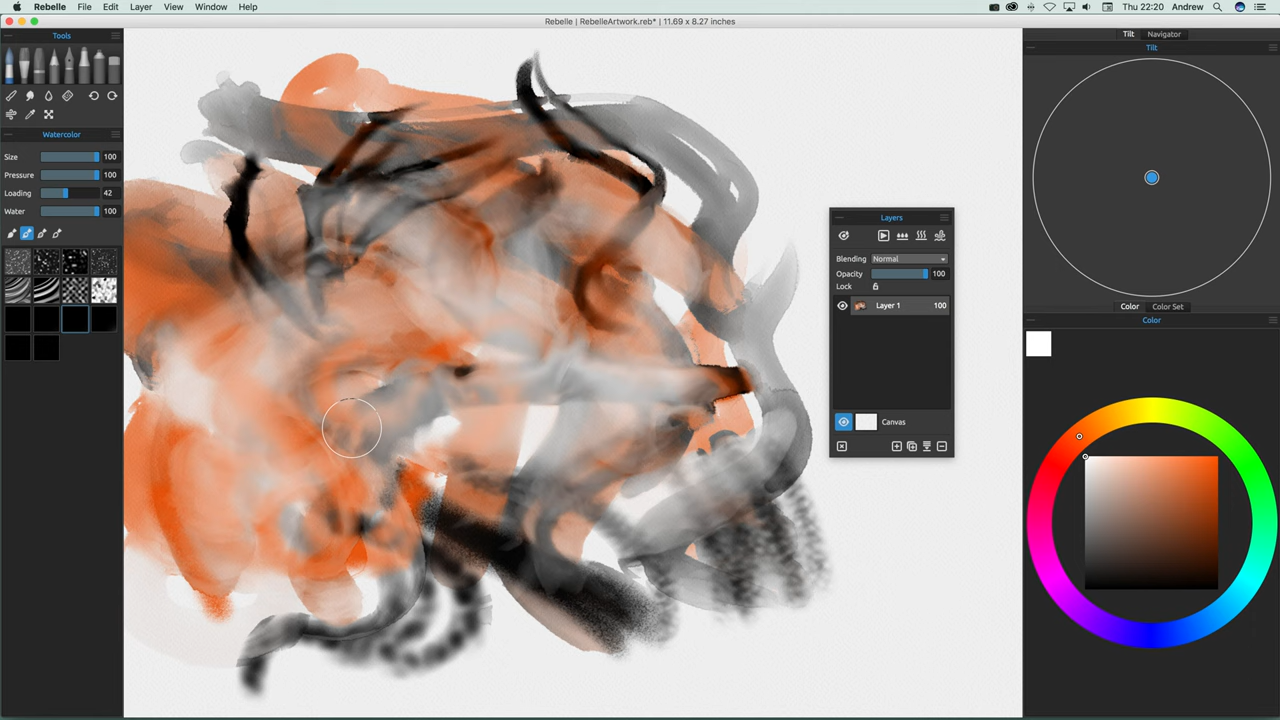 Rebelle File Edit Layer View Window Help Thu 22:20 Andrew
Rebelle | RebelleArtwork.reb* | 11.69 x 8.27 inches
Tools
Watercolor
Size 100
Pressure 100
Loading 42
Water 100
Layers
Blending Normal
Opacity 100
Lock
Layer 1 100
Canvas
Tilt Navigator
Tilt
Color Color Set
Color